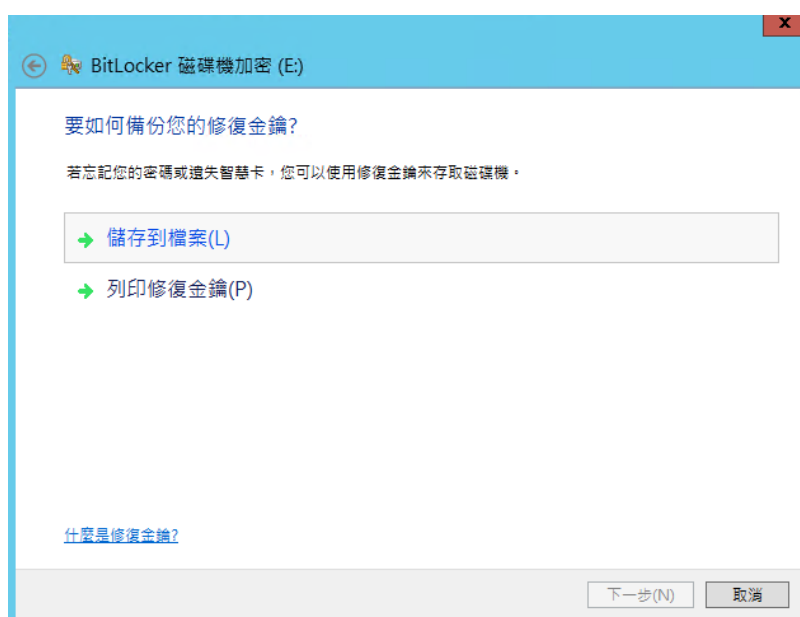 x
BitLocker 磁碟機加密 (E:)
要如何備份您的修復金鑰?
若忘記您的密碼或遺失智慧卡，您可以使用修復金鑰來存取磁碟機。
儲存到檔案(L)
列印修復金鑰(P)
什麼是修復金鑰?
下一步(N) 取消